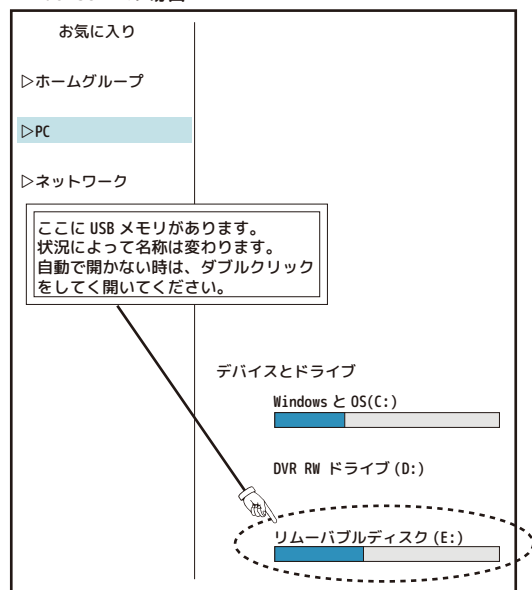 お気に入り
▷ホームグループ
▷PC
▷ネットワーク
ここに USB メモリがあります。
状況によって名称は変わります。
自動で開かない時は、ダブルクリック
をしてく開いてください。
デバイスとドライブ
Windows と OS(C:)
DVR RW ドライブ (D:)
リムーバブルディスク (E:)